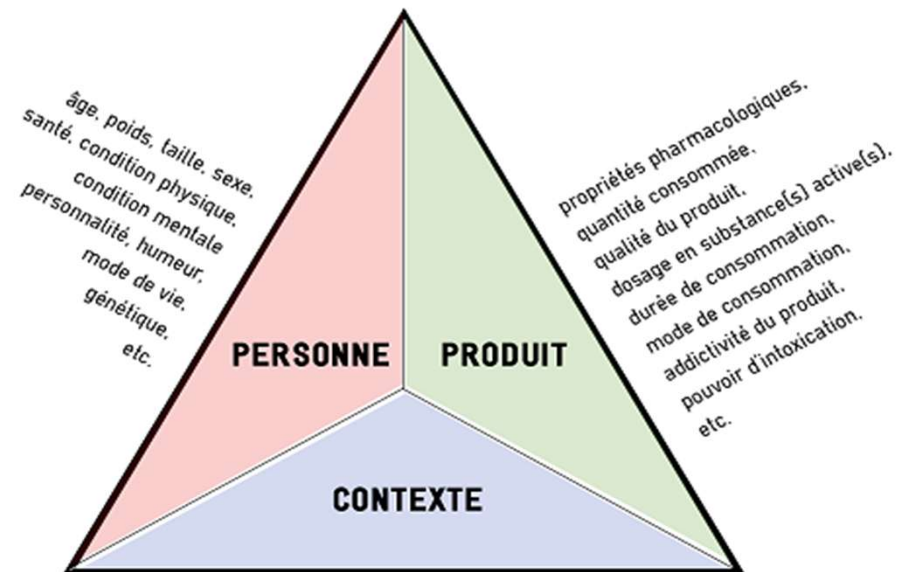 âge, poids, taille, sexe,
santé, condition physique,
condition mentale
personnalité, humeur,
mode de vie,
génétique,
etc.
propriétés pharmacologiques,
quantité consommée,
qualité du produit,
dosage en substance(s) active(s),
durée de consommation,
mode de consommation,
addictivité du produit,
pouvoir d'intoxication,
etc.
PERSONNE
PRODUIT
CONTEXTE